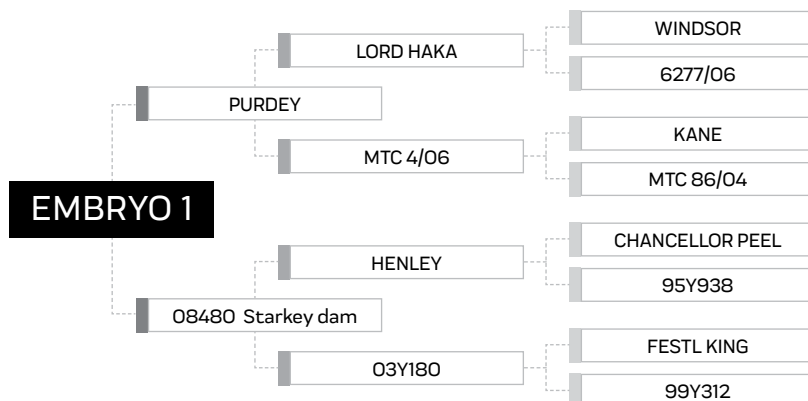 WINDSOR
LORD HAKA
6277/06
PURDEY
KANE
MTC 4/06
MTC 86/04
EMBRYO 1
CHANCELLOR PEEL
HENLEY
95Y938
08480 Starkey dam
FESTL KING
03Y180
99Y312